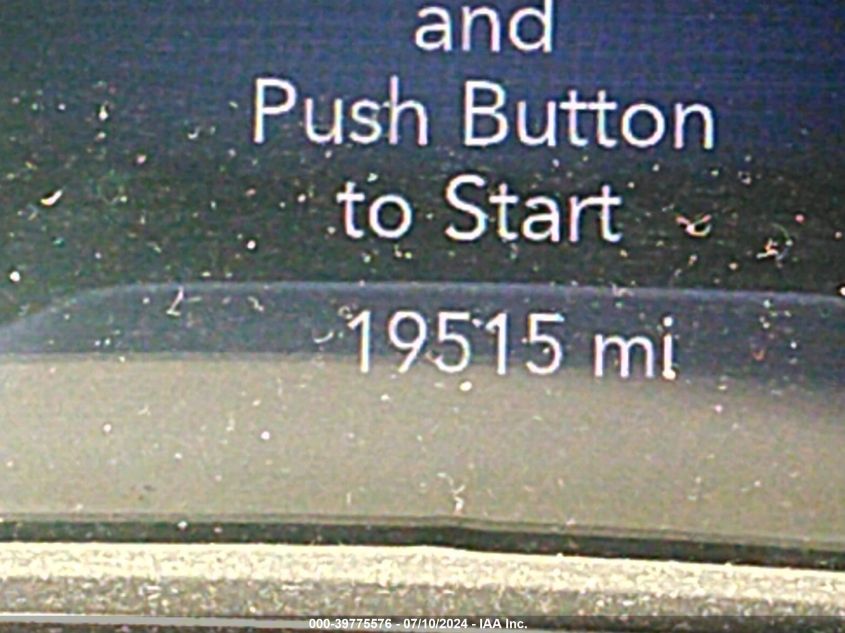 and
Push Button
to Start
19515 mi
000-39775576 - 07/10/2024 - IAA Inc.